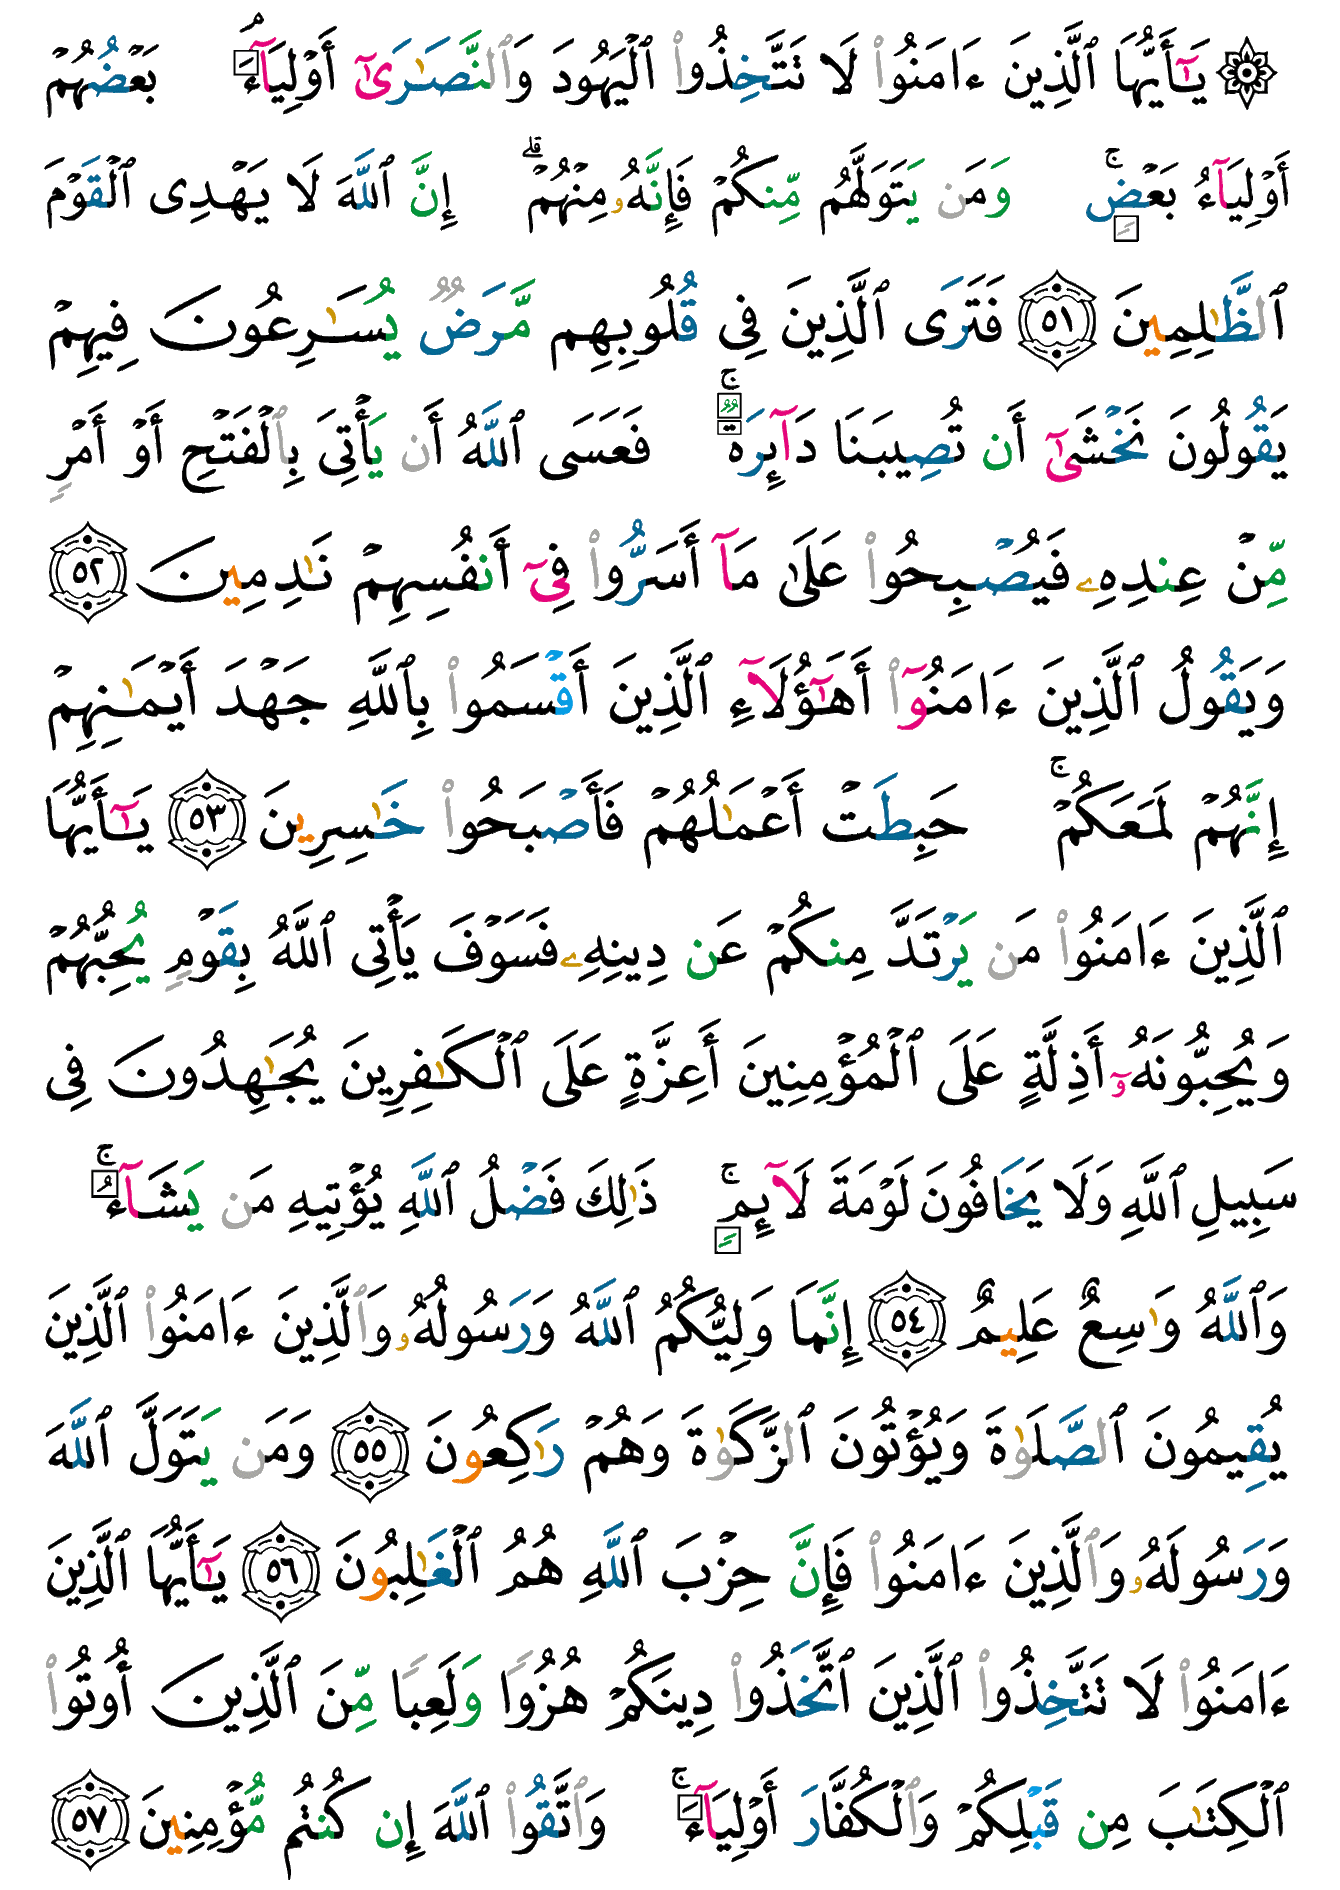 ۞ يَـٰٓأَيُّهَا ٱلَّذِينَ ءَامَنُوا۟ لَا تَتَّخِذُوا۟ ٱلْيَهُودَ وَٱلنَّصَـٰرَىٰٓ أَوْلِيَآءَ ۘ بَعْضُهُمْ
أَوْلِيَآءُ بَعْضٍ ۚ وَمَن يَتَوَلَّهُم مِّنكُمْ فَإِنَّهُۥ مِنْهُمْ ۗ إِنَّ ٱللَّهَ لَا يَهْدِى ٱلْقَوْمَ
ٱلظَّـٰلِمِينَ ٥١ فَتَرَى ٱلَّذِينَ فِى قُلُوبِهِم مَّرَضٌ يُسَـٰرِعُونَ فِيهِمْ
يَقُولُونَ نَخْشَىٰٓ أَن تُصِيبَنَا دَآئِرَةٌ ۚ فَعَسَى ٱللَّهُ أَن يَأْتِىَ بِٱلْفَتْحِ أَوْ أَمْرٍ
مِّنْ عِندِهِۦ فَيُصْبِحُوا۟ عَلَىٰ مَآ أَسَرُّوا۟ فِىٓ أَنفُسِهِمْ نَـٰدِمِينَ ٥٢
وَيَقُولُ ٱلَّذِينَ ءَامَنُوٓا۟ أَهَـٰٓؤُلَآءِ ٱلَّذِينَ أَقْسَمُوا۟ بِٱللَّهِ جَهْدَ أَيْمَـٰنِهِمْ
إِنَّهُمْ لَمَعَكُمْ ۚ حَبِطَتْ أَعْمَـٰلُهُمْ فَأَصْبَحُوا۟ خَـٰسِرِينَ ٥٣ يَـٰٓأَيُّهَا
ٱلَّذِينَ ءَامَنُوا۟ مَن يَرْتَدَّ مِنكُمْ عَن دِينِهِۦ فَسَوْفَ يَأْتِى ٱللَّهُ بِقَوْمٍ يُحِبُّهُمْ
وَيُحِبُّونَهُۥٓ أَذِلَّةٍ عَلَى ٱلْمُؤْمِنِينَ أَعِزَّةٍ عَلَى ٱلْكَـٰفِرِينَ يُجَـٰهِدُونَ فِى
سَبِيلِ ٱللَّهِ وَلَا يَخَافُونَ لَوْمَةَ لَآئِمٍ ۚ ذَٰلِكَ فَضْلُ ٱللَّهِ يُؤْتِيهِ مَن يَشَآءُ ۚ
وَٱللَّهُ وَٰسِعٌ عَلِيمٌ ٥٤ إِنَّمَا وَلِيُّكُمُ ٱللَّهُ وَرَسُولُهُۥ وَٱلَّذِينَ ءَامَنُوا۟ ٱلَّذِينَ
يُقِيمُونَ ٱلصَّلَوٰةَ وَيُؤْتُونَ ٱلزَّكَوٰةَ وَهُمْ رَٰكِعُونَ ٥٥ وَمَن يَتَوَلَّ ٱللَّهَ
وَرَسُولَهُۥ وَٱلَّذِينَ ءَامَنُوا۟ فَإِنَّ حِزْبَ ٱللَّهِ هُمُ ٱلْغَـٰلِبُونَ ٥٦ يَـٰٓأَيُّهَا ٱلَّذِينَ
ءَامَنُوا۟ لَا تَتَّخِذُوا۟ ٱلَّذِينَ ٱتَّخَذُوا۟ دِينَكُمْ هُزُوًا وَلَعِبًا مِّنَ ٱلَّذِينَ أُوتُوا۟
ٱلْكِتَـٰبَ مِن قَبْلِكُمْ وَٱلْكُفَّارَ أَوْلِيَآءَ ۚ وَٱتَّقُوا۟ ٱللَّهَ إِن كُنتُم مُّؤْمِنِينَ ٥٧